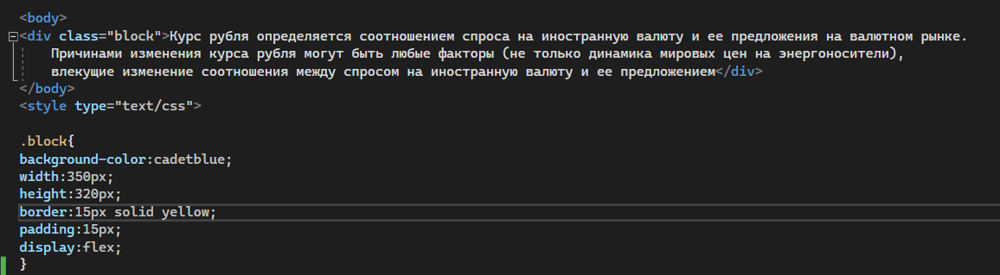 <body>
<div class="block">Курс рубля определяется соотношением спроса на иностранную валюту и ее предложения на валютном рынке.
Причинами изменения курса рубля могут быть любые факторы (не только динамика мировых цен на энергоносители),
влекущие изменение соотношения между спросом на иностранную валюту и ее предложением</div>
</body>
<style type="text/css">
.block{
background-color:cadetblue;
width:350px;
height:320px;
border:15px solid yellow;
padding:15px;
display:flex;
}